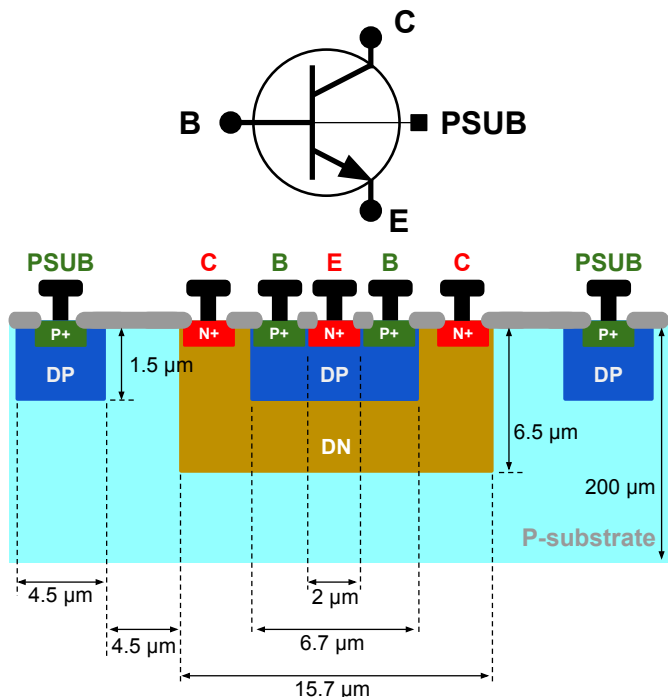 C
B
PSUB
E
PSUB C B E B C PSUB
P+ N+ P+ N+ P+ N+ P+
DP 1.5 µm DP DP
DN 6.5 µm
200 µm
P-substrate
4.5 µm 2 µm
4.5 µm 6.7 µm
15.7 µm